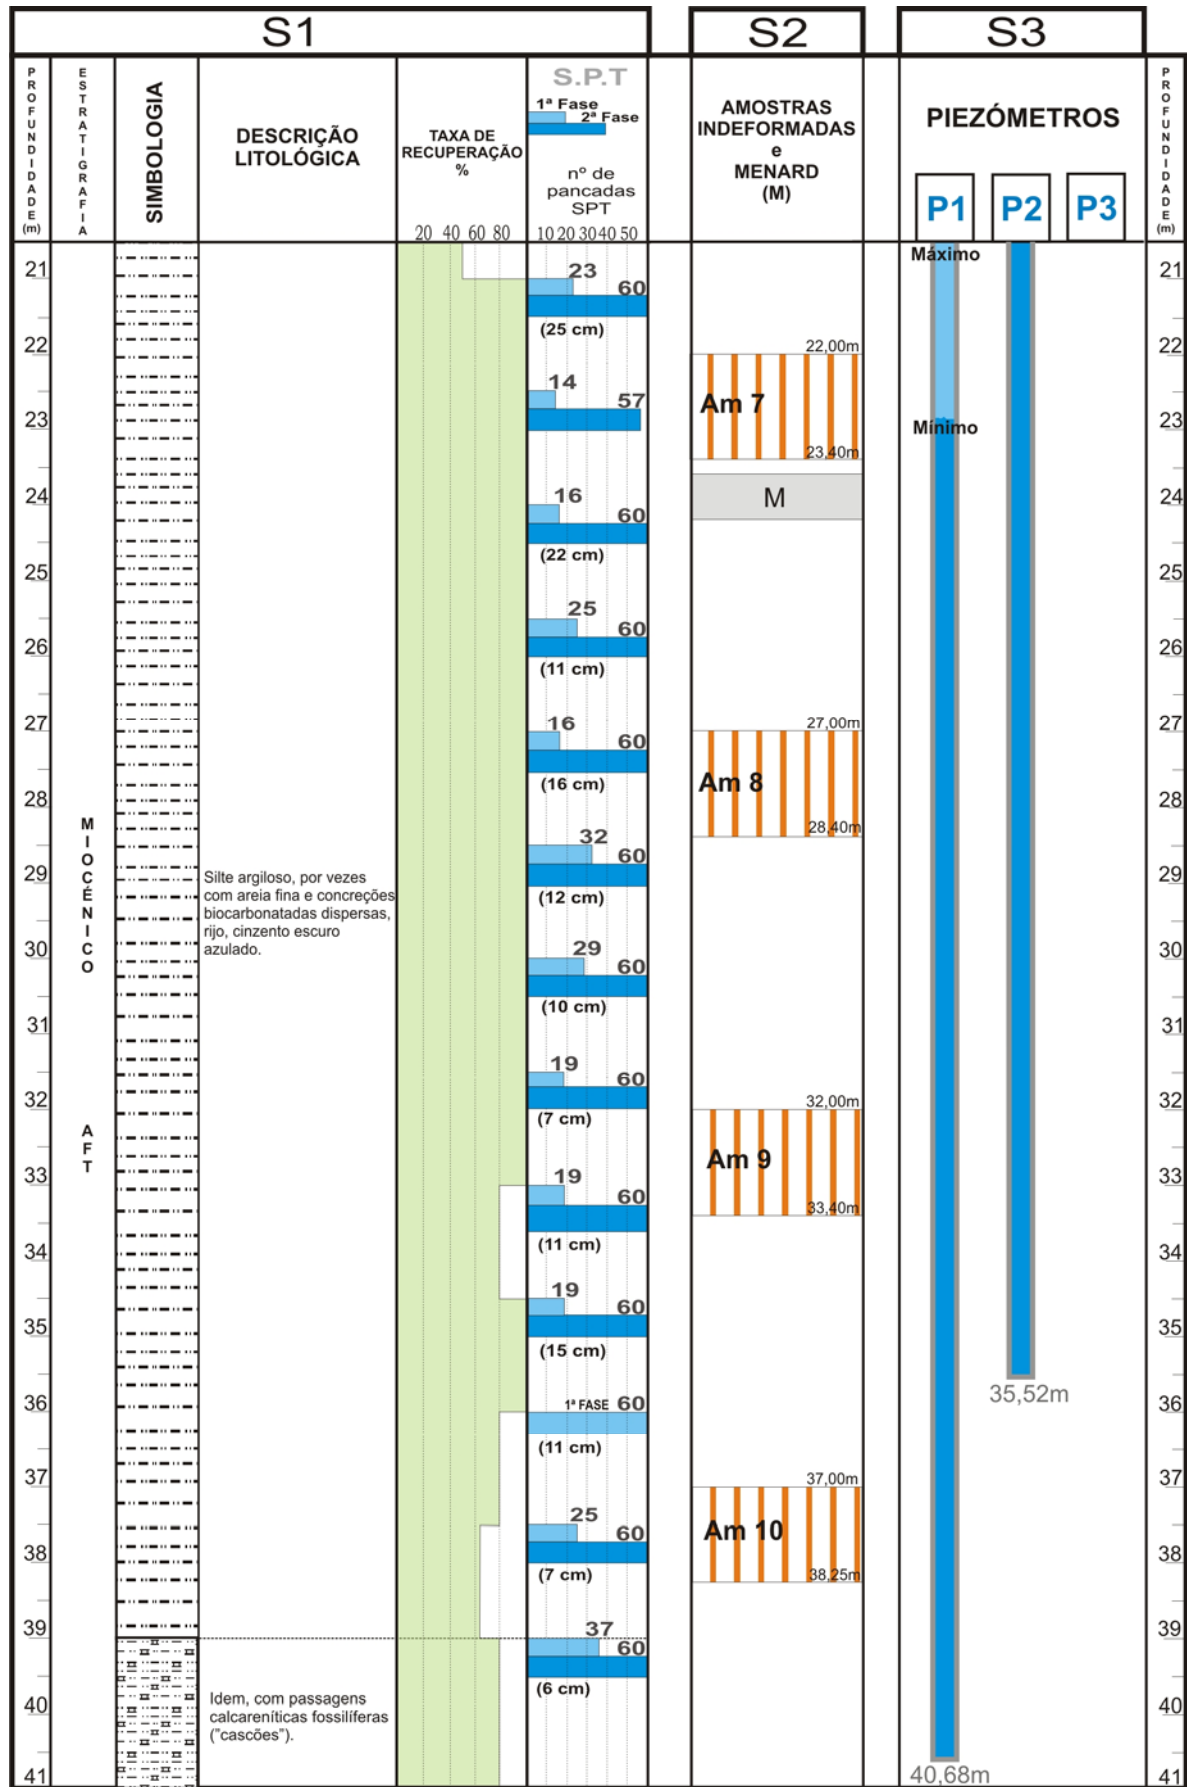 S1
S2
S3
PROFUNDIDADE (m)
ESTRATIGRAFIA
SIMBOLOGIA
DESCRIÇÃO
LITOLÓGICA
TAXA DE
RECUPERAÇÃO
%
20 40 60 80
S.P.T
1ª Fase
2ª Fase
nº de
pancadas
SPT
10 20 30 40 50
AMOSTRAS
INDEFORMADAS
e
MENARD
(M)
PIEZÓMETROS
P1 P2 P3
PROFUNDIDADE (m)
21
22
23
24
25
26
27
28
29
30
31
32
33
34
35
36
37
38
39
40
41
MIOCÉNICO
AFT
Silte argiloso, por vezes
com areia fina e concreções
biocarbonatadas dispersas,
rijo, cinzento escuro
azulado.
Idem, com passagens
calcareníticas fossilíferas
("cascões").
23
60
(25 cm)
14
57
16
60
(22 cm)
25
60
(11 cm)
16
60
(16 cm)
32
60
(12 cm)
29
60
(10 cm)
19
60
(7 cm)
19
60
(11 cm)
19
60
(15 cm)
1ª FASE 60
(11 cm)
25
60
(7 cm)
37
60
(6 cm)
22,00m
Am 7
23,40m
M
27,00m
Am 8
28,40m
32,00m
Am 9
33,40m
37,00m
Am 10
38,25m
Máximo
Mínimo
35,52m
40,68m
21
22
23
24
25
26
27
28
29
30
31
32
33
34
35
36
37
38
39
40
41